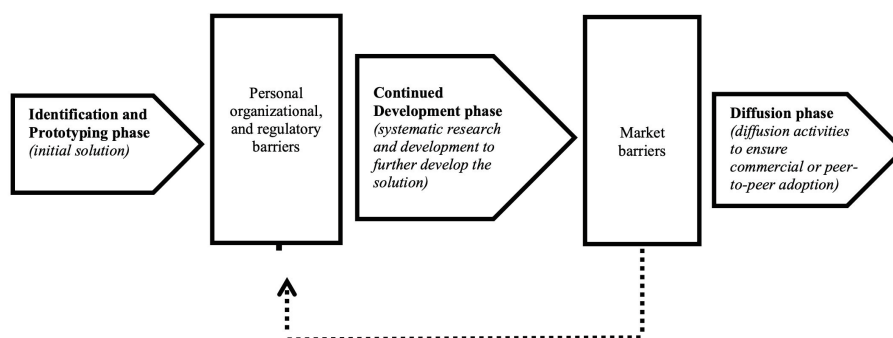 Identification and
Prototyping phase
(initial solution)
Personal
organizational,
and regulatory
barriers
Continued
Development phase
(systematic research
and development to
further develop the
solution)
Market
barriers
Diffusion phase
(diffusion activities
to ensure
commercial or peer-
to-peer adoption)